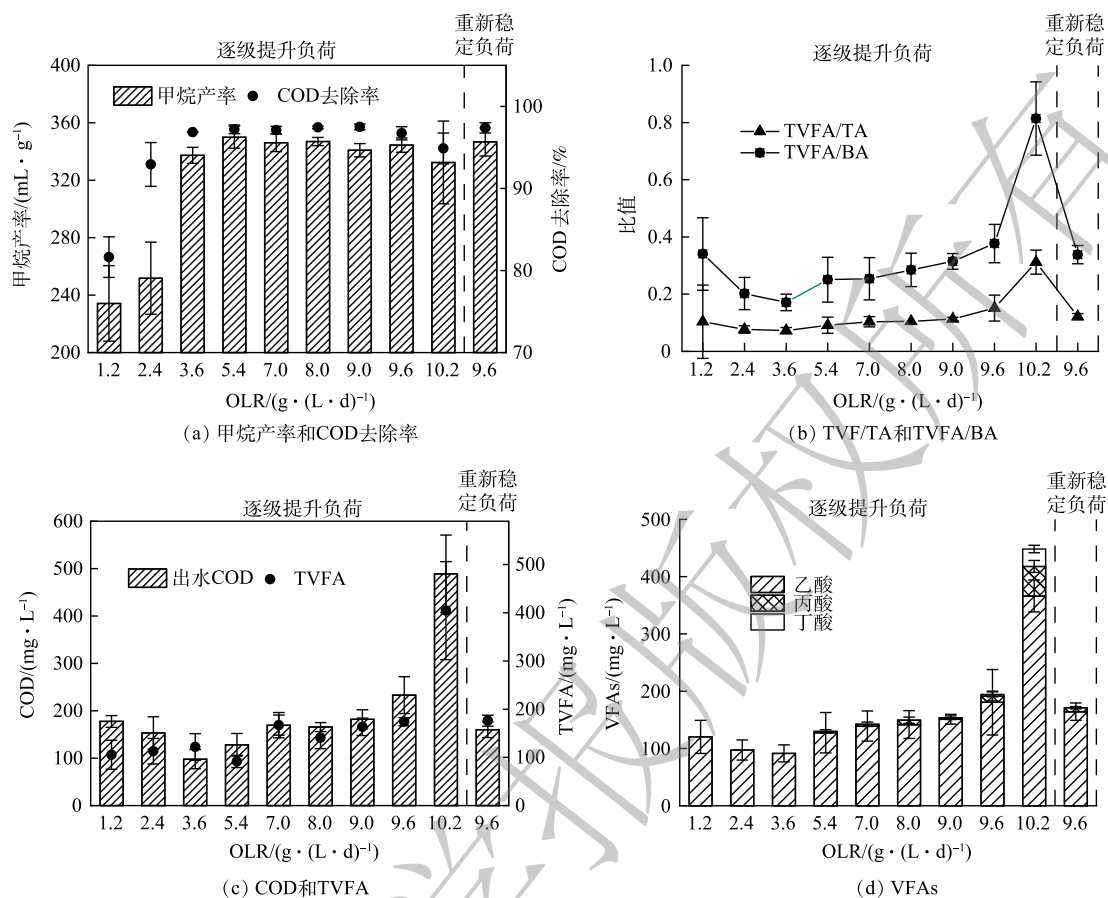 重新稳
定负荷
逐级提升负荷
400
360
320
280
240
200
甲烷产率/(mL·g⁻¹)
甲烷产率
COD去除率
100
90
80
70
COD去除率/%
1.2 2.4 3.6 5.4 7.0 8.0 9.0 9.6 10.2 9.6
OLR/(g·(L·d)⁻¹)
(a) 甲烷产率和COD去除率
重新稳
定负荷
逐级提升负荷
1.0
0.8
0.6
0.4
0.2
0
比值
TVFA/TA
TVFA/BA
1.2 2.4 3.6 5.4 7.0 8.0 9.0 9.6 10.2 9.6
OLR/(g·(L·d)⁻¹)
(b) TVF/TA和TVFA/BA
重新稳
定负荷
逐级提升负荷
600
500
400
300
200
100
0
COD/(mg·L⁻¹)
出水COD
TVFA
500
400
300
200
100
0
TVFA/(mg·L⁻¹)
1.2 2.4 3.6 5.4 7.0 8.0 9.0 9.6 10.2 9.6
OLR/(g·(L·d)⁻¹)
(c) COD和TVFA
重新稳
定负荷
逐级提升负荷
500
400
300
200
100
0
VFAs/(mg·L⁻¹)
乙酸
丙酸
丁酸
1.2 2.4 3.6 5.4 7.0 8.0 9.0 9.6 10.2 9.6
OLR/(g·(L·d)⁻¹)
(d) VFAs
学报版权所有